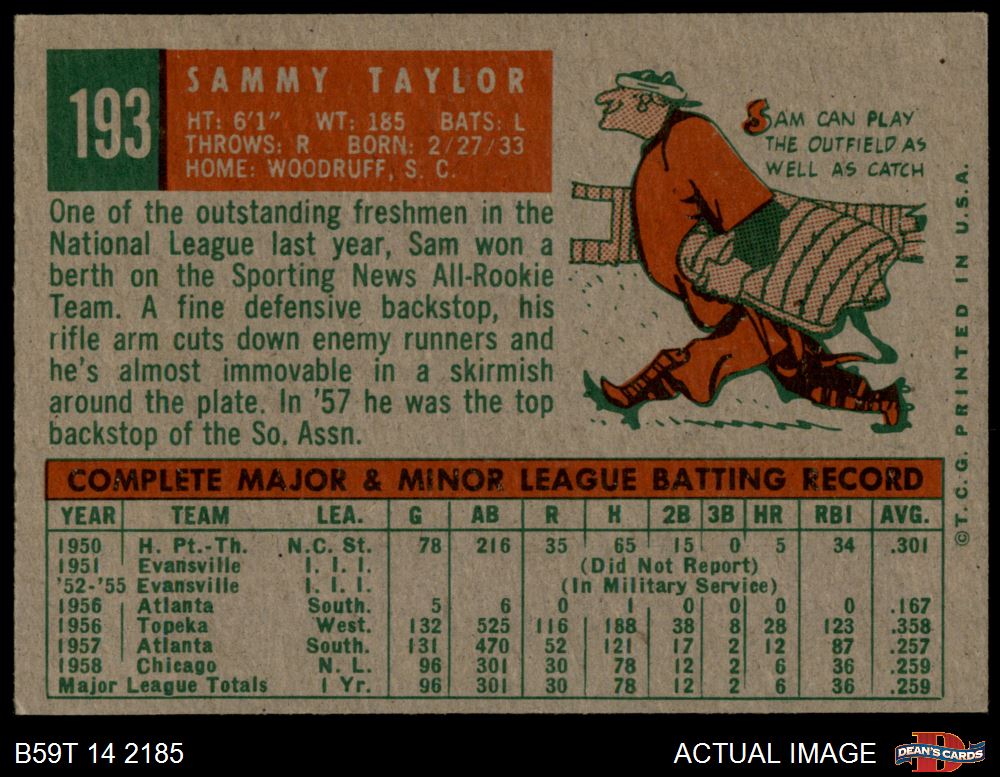 193
SAMMY TAYLOR
HT: 6'1" WT: 185 BATS: L
THROWS: R BORN: 2/27/33
HOME: WOODRUFF, S. C.
One of the outstanding freshmen in the
National League last year, Sam won a
berth on the Sporting News All-Rookie
Team. A fine defensive backstop, his
rifle arm cuts down enemy runners and
he's almost immovable in a skirmish
around the plate. In '57 he was the top
backstop of the So. Assn.
SAM CAN PLAY
THE OUTFIELD AS
WELL AS CATCH
©T. C. G. PRINTED IN U.S.A.
COMPLETE MAJOR & MINOR LEAGUE BATTING RECORD
YEAR TEAM LEA. G AB R H 2B 3B HR RBI AVG.
1950 H. Pt.-Th. N.C. St. 78 216 35 65 15 0 5 34 .301
1951 Evansville I. I. I. (Did Not Report)
'52-'55 Evansville I. I. I. (In Military Service)
1956 Atlanta South. 5 6 0 1 0 0 0 0 .167
1956 Topeka West. 132 525 116 188 38 8 28 123 .358
1957 Atlanta South. 131 470 52 121 17 2 12 87 .257
1958 Chicago N. L. 96 301 30 78 12 2 6 36 .259
Major League Totals 1 Yr. 96 301 30 78 12 2 6 36 .259
B59T 14 2185
ACTUAL IMAGE
D
DEAN'S CARDS